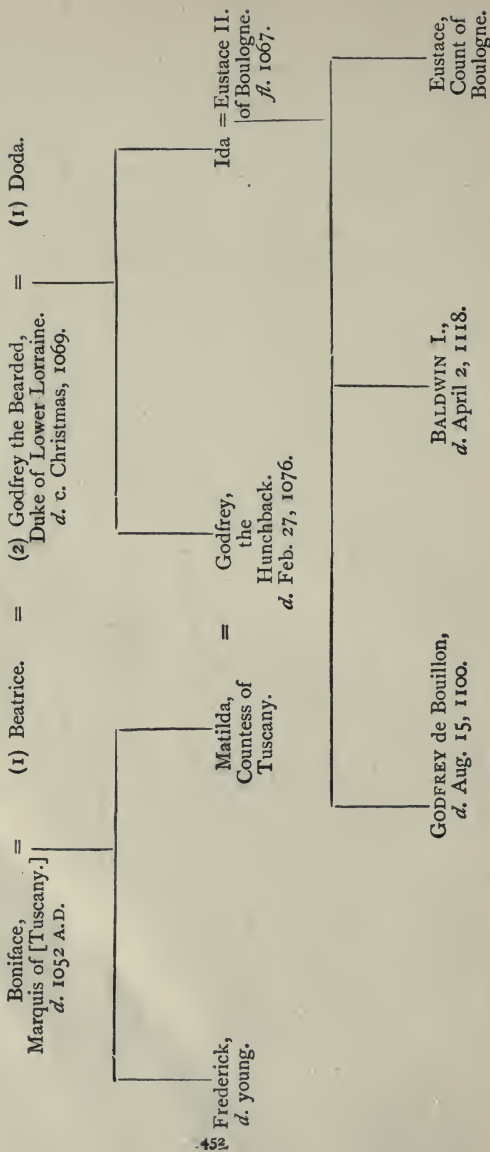 Boniface,
Marquis of [Tuscany.]
d. 1052 A.D.
=
(1) Beatrice.
=
(2) Godfrey the Bearded,
Duke of Lower Lorraine.
d. c. Christmas, 1069.
=
(1) Doda.
Frederick,
d. young.
Matilda,
Countess of
Tuscany.
=
Godfrey,
the
Hunchback.
d. Feb. 27, 1076.
Ida = Eustace II.
of Boulogne.
fl. 1067.
GODFREY de Bouillon,
d. Aug. 15, 1100.
BALDWIN I.,
d. April 2, 1118.
Eustace,
Count of
Boulogne.
452